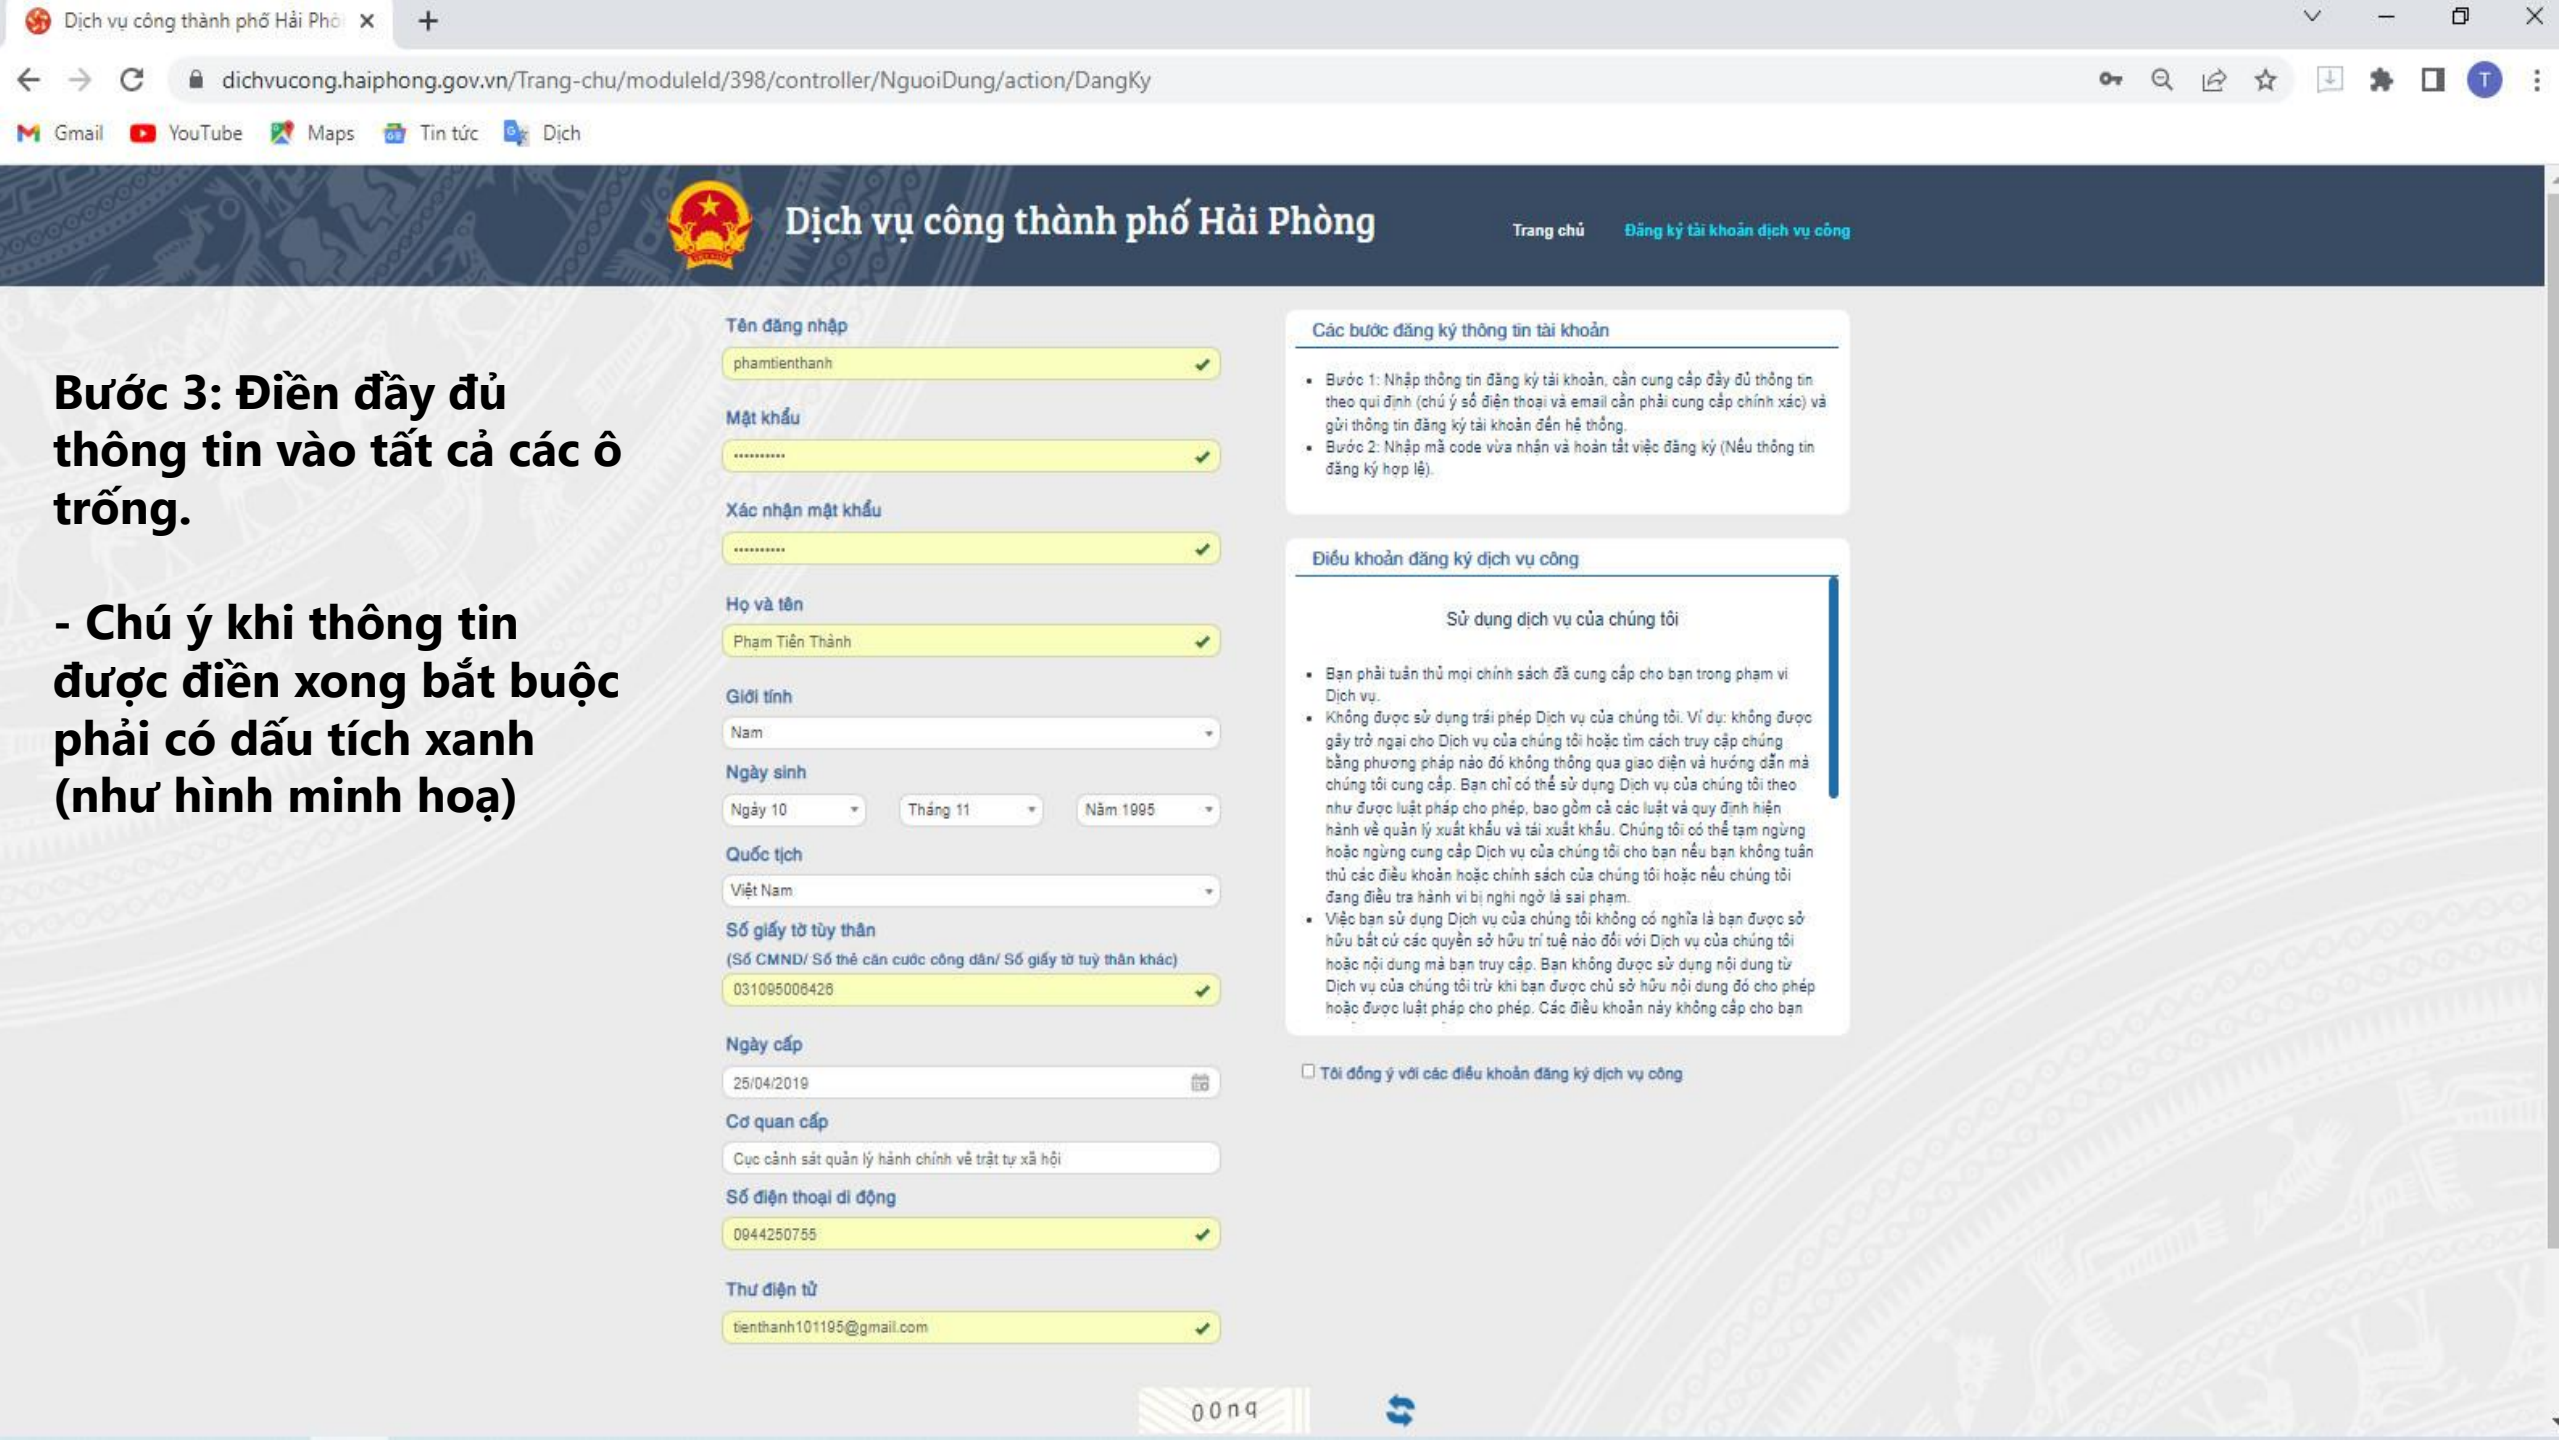 Dịch vụ công thành phố Hải Phò
dichvucong.haiphong.gov.vn/Trang-chu/moduleId/398/controller/NguoiDung/action/DangKy
T
Gmail YouTube Maps Tin tức Dịch
Dịch vụ công thành phố Hải Phòng
Trang chủ Đăng ký tài khoản dịch vụ công
Bước 3: Điền đầy đủ
thông tin vào tất cả các ô
trống.
- Chú ý khi thông tin
được điền xong bắt buộc
phải có dấu tích xanh
(như hình minh hoạ)
Tên đăng nhập
phamtienthanh
Mật khẩu
Xác nhận mật khẩu
Họ và tên
Phạm Tiến Thành
Giới tính
Nam
Ngày sinh
Ngày 10 Tháng 11 Năm 1995
Quốc tịch
Việt Nam
Số giấy tờ tùy thân
(Số CMND/ Số thẻ căn cước công dân/ Số giấy tờ tuỳ thân khác)
031095006426
Ngày cấp
25/04/2019
Cơ quan cấp
Cục cảnh sát quản lý hành chính về trật tự xã hội
Số điện thoại di động
0944250755
Thư điện tử
tienthanh101195@gmail.com
00nq
Các bước đăng ký thông tin tài khoản
• Bước 1: Nhập thông tin đăng ký tài khoản, cần cung cấp đầy đủ thông tin
theo qui định (chú ý số điện thoại và email cần phải cung cấp chính xác) và
gửi thông tin đăng ký tài khoản đến hệ thống.
• Bước 2: Nhập mã code vừa nhận và hoàn tất việc đăng ký (Nếu thông tin
đăng ký hợp lệ).
Điều khoản đăng ký dịch vụ công
Sử dụng dịch vụ của chúng tôi
• Bạn phải tuân thủ mọi chính sách đã cung cấp cho bạn trong phạm vi
Dịch vụ.
• Không được sử dụng trái phép Dịch vụ của chúng tôi. Ví dụ: không được
gây trở ngại cho Dịch vụ của chúng tôi hoặc tìm cách truy cập chúng
bằng phương pháp nào đó không thông qua giao diện và hướng dẫn mà
chúng tôi cung cấp. Bạn chỉ có thể sử dụng Dịch vụ của chúng tôi theo
như được luật pháp cho phép, bao gồm cả các luật và quy định hiện
hành về quản lý xuất khẩu và tái xuất khẩu. Chúng tôi có thể tạm ngừng
hoặc ngừng cung cấp Dịch vụ của chúng tôi cho bạn nếu bạn không tuân
thủ các điều khoản hoặc chính sách của chúng tôi hoặc nếu chúng tôi
đang điều tra hành vi bị nghi ngờ là sai phạm.
• Việc bạn sử dụng Dịch vụ của chúng tôi không có nghĩa là bạn được sở
hữu bất cứ các quyền sở hữu trí tuệ nào đối với Dịch vụ của chúng tôi
hoặc nội dung mà bạn truy cập. Bạn không được sử dụng nội dung từ
Dịch vụ của chúng tôi trừ khi bạn được chủ sở hữu nội dung đó cho phép
hoặc được luật pháp cho phép. Các điều khoản này không cấp cho bạn
Tôi đồng ý với các điều khoản đăng ký dịch vụ công